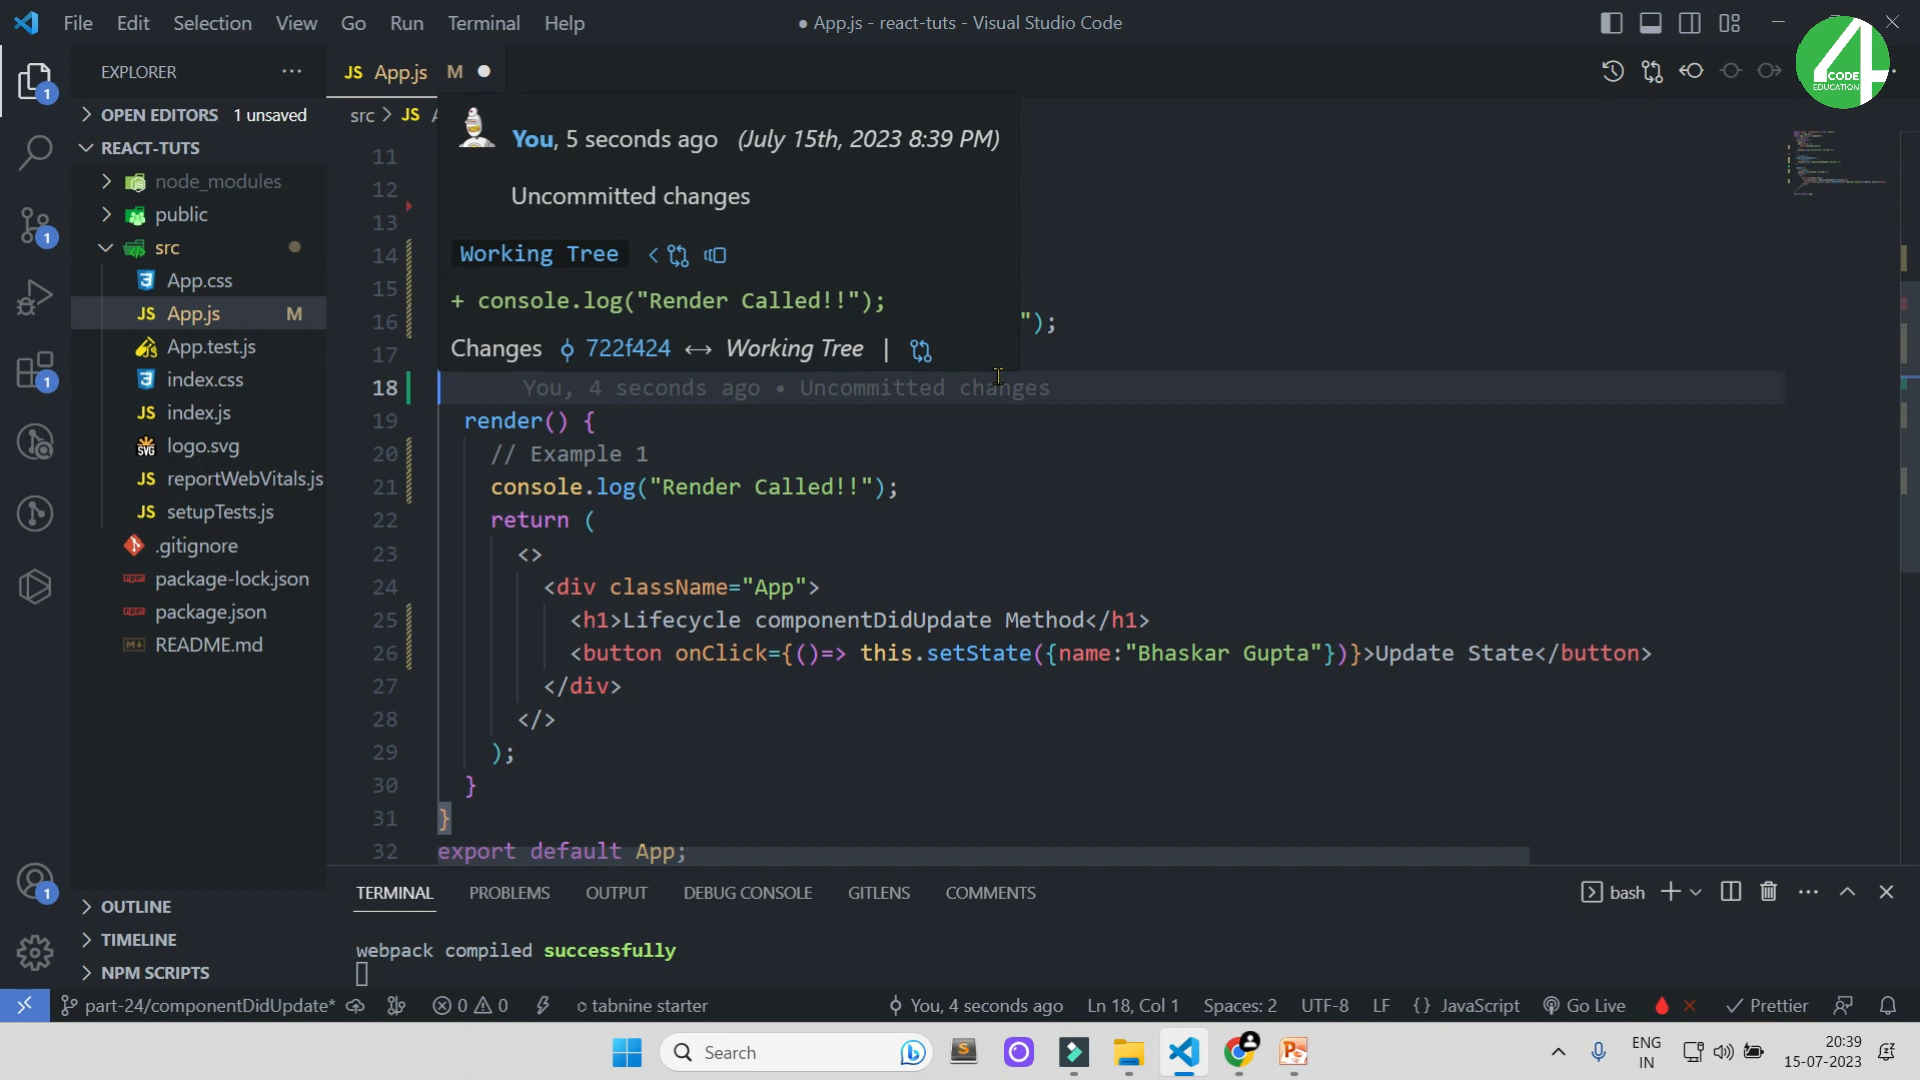 File Edit Selection View Go Run Terminal Help
● App.js - react-tuts - Visual Studio Code
4 CODE EDUCATION
EXPLORER
OPEN EDITORS 1 unsaved
REACT-TUTS
node_modules
public
src
App.css
JS App.js M
App.test.js
index.css
JS index.js
SVG logo.svg
JS reportWebVitals.js
JS setupTests.js
.gitignore
package-lock.json
package.json
README.md
OUTLINE
TIMELINE
NPM SCRIPTS
JS App.js M ●
src > JS
You, 5 seconds ago (July 15th, 2023 8:39 PM)
Uncommitted changes
Working Tree
+ console.log("Render Called!!");
Changes 722f424 ↔ Working Tree |
11
12
13
14
15
16 ");
17
18 You, 4 seconds ago • Uncommitted changes
19 render() {
20 // Example 1
21 console.log("Render Called!!");
22 return (
23 <>
24 <div className="App">
25 <h1>Lifecycle componentDidUpdate Method</h1>
26 <button onClick={()=> this.setState({name:"Bhaskar Gupta"})}>Update State</button>
27 </div>
28 </>
29 );
30 }
31 }
32 export default App;
TERMINAL PROBLEMS OUTPUT DEBUG CONSOLE GITLENS COMMENTS
bash
webpack compiled successfully
part-24/componentDidUpdate* 0 0 tabnine starter You, 4 seconds ago Ln 18, Col 1 Spaces: 2 UTF-8 LF {} JavaScript Go Live Prettier
Search
ENG
IN
20:39
15-07-2023